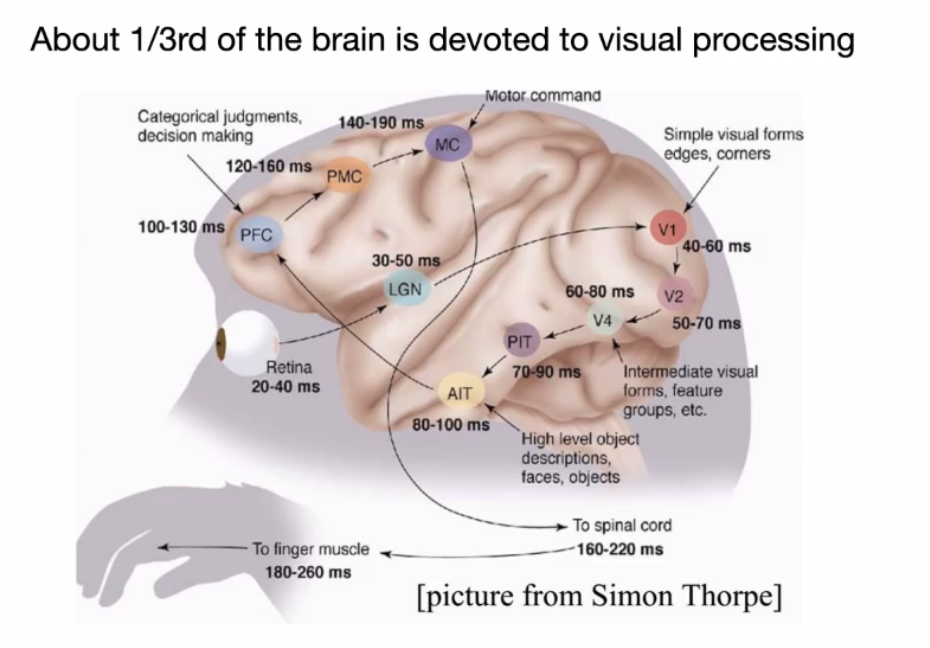 About 1/3rd of the brain is devoted to visual processing
Motor command
Categorical judgments,
decision making
140-190 ms
MC
Simple visual forms
edges, corners
120-160 ms
PMC
100-130 ms
PFC
V1
40-60 ms
30-50 ms
LGN
60-80 ms
V2
V4
50-70 ms
PIT
Retina
20-40 ms
70-90 ms
Intermediate visual
forms, feature
groups, etc.
AIT
80-100 ms
High level object
descriptions,
faces, objects
To spinal cord
160-220 ms
To finger muscle
180-260 ms
[picture from Simon Thorpe]